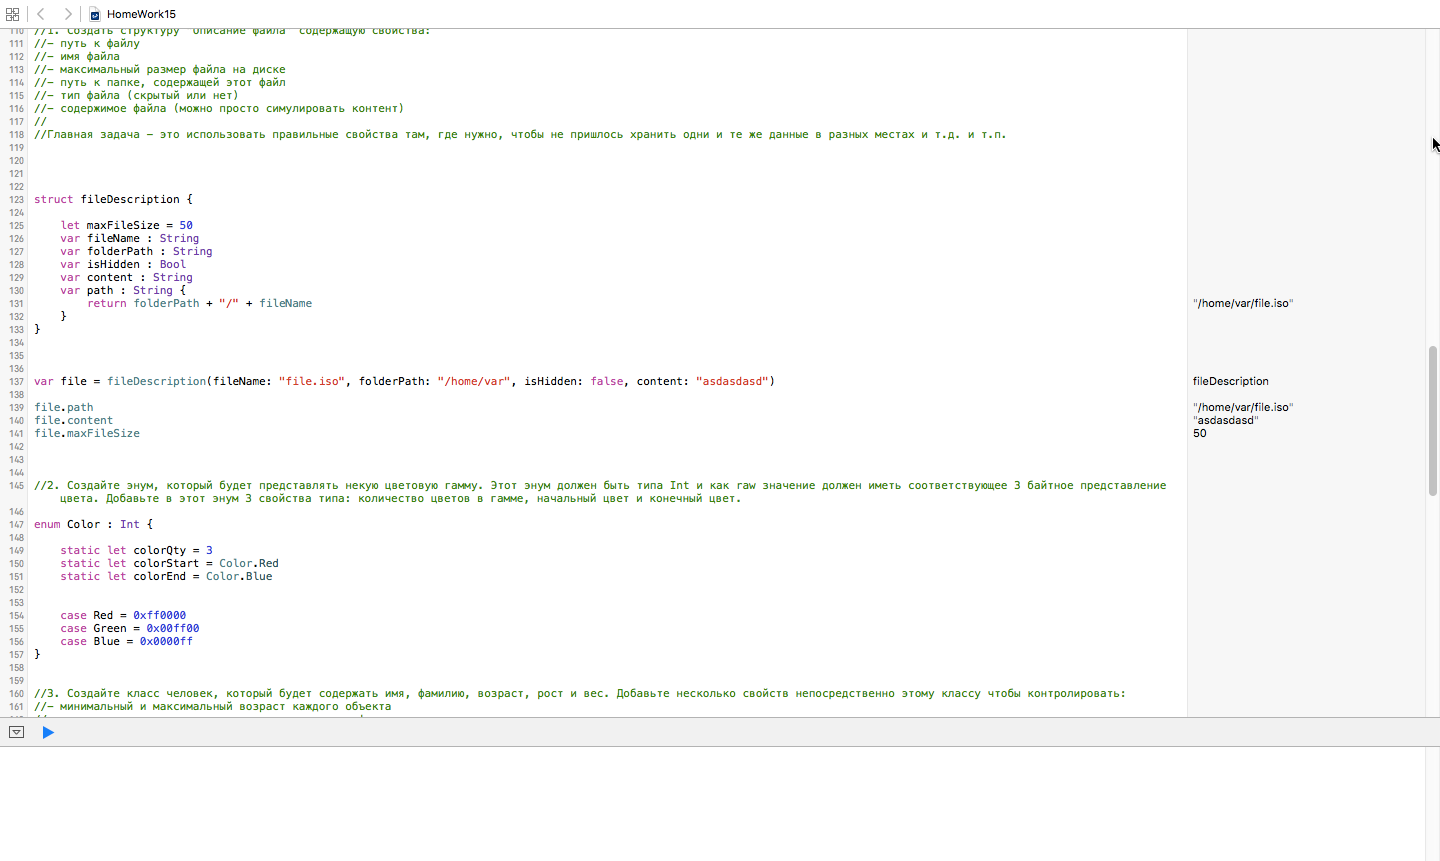 HomeWork15
110 //1. Создать структуру "Описание файла" содержащую свойства:
111 //– путь к файлу
112 //– имя файла
113 //– максимальный размер файла на диске
114 //– путь к папке, содержащей этот файл
115 //– тип файла (скрытый или нет)
116 //– содержимое файла (можно просто симулировать контент)
117 //
118 //Главная задача – это использовать правильные свойства там, где нужно, чтобы не пришлось хранить одни и те же данные в разных местах и т.д. и т.п.
119
120
121
122
123 struct fileDescription {
124
125 let maxFileSize = 50
126 var fileName : String
127 var folderPath : String
128 var isHidden : Bool
129 var content : String
130 var path : String {
131 return folderPath + "/" + fileName "/home/var/file.iso"
132 }
133 }
134
135
136
137 var file = fileDescription(fileName: "file.iso", folderPath: "/home/var", isHidden: false, content: "asdasdasd") fileDescription
138
139 file.path "/home/var/file.iso"
140 file.content "asdasdasd"
141 file.maxFileSize 50
142
143
144
145 //2. Создайте энум, который будет представлять некую цветовую гамму. Этот энум должен быть типа Int и как raw значение должен иметь соответствующее 3 байтное представление
цвета. Добавьте в этот энум 3 свойства типа: количество цветов в гамме, начальный цвет и конечный цвет.
146
147 enum Color : Int {
148
149 static let colorQty = 3
150 static let colorStart = Color.Red
151 static let colorEnd = Color.Blue
152
153
154 case Red = 0xff0000
155 case Green = 0x00ff00
156 case Blue = 0x0000ff
157 }
158
159
160 //3. Создайте класс человек, который будет содержать имя, фамилию, возраст, рост и вес. Добавьте несколько свойств непосредственно этому классу чтобы контролировать:
161 //– минимальный и максимальный возраст каждого объекта